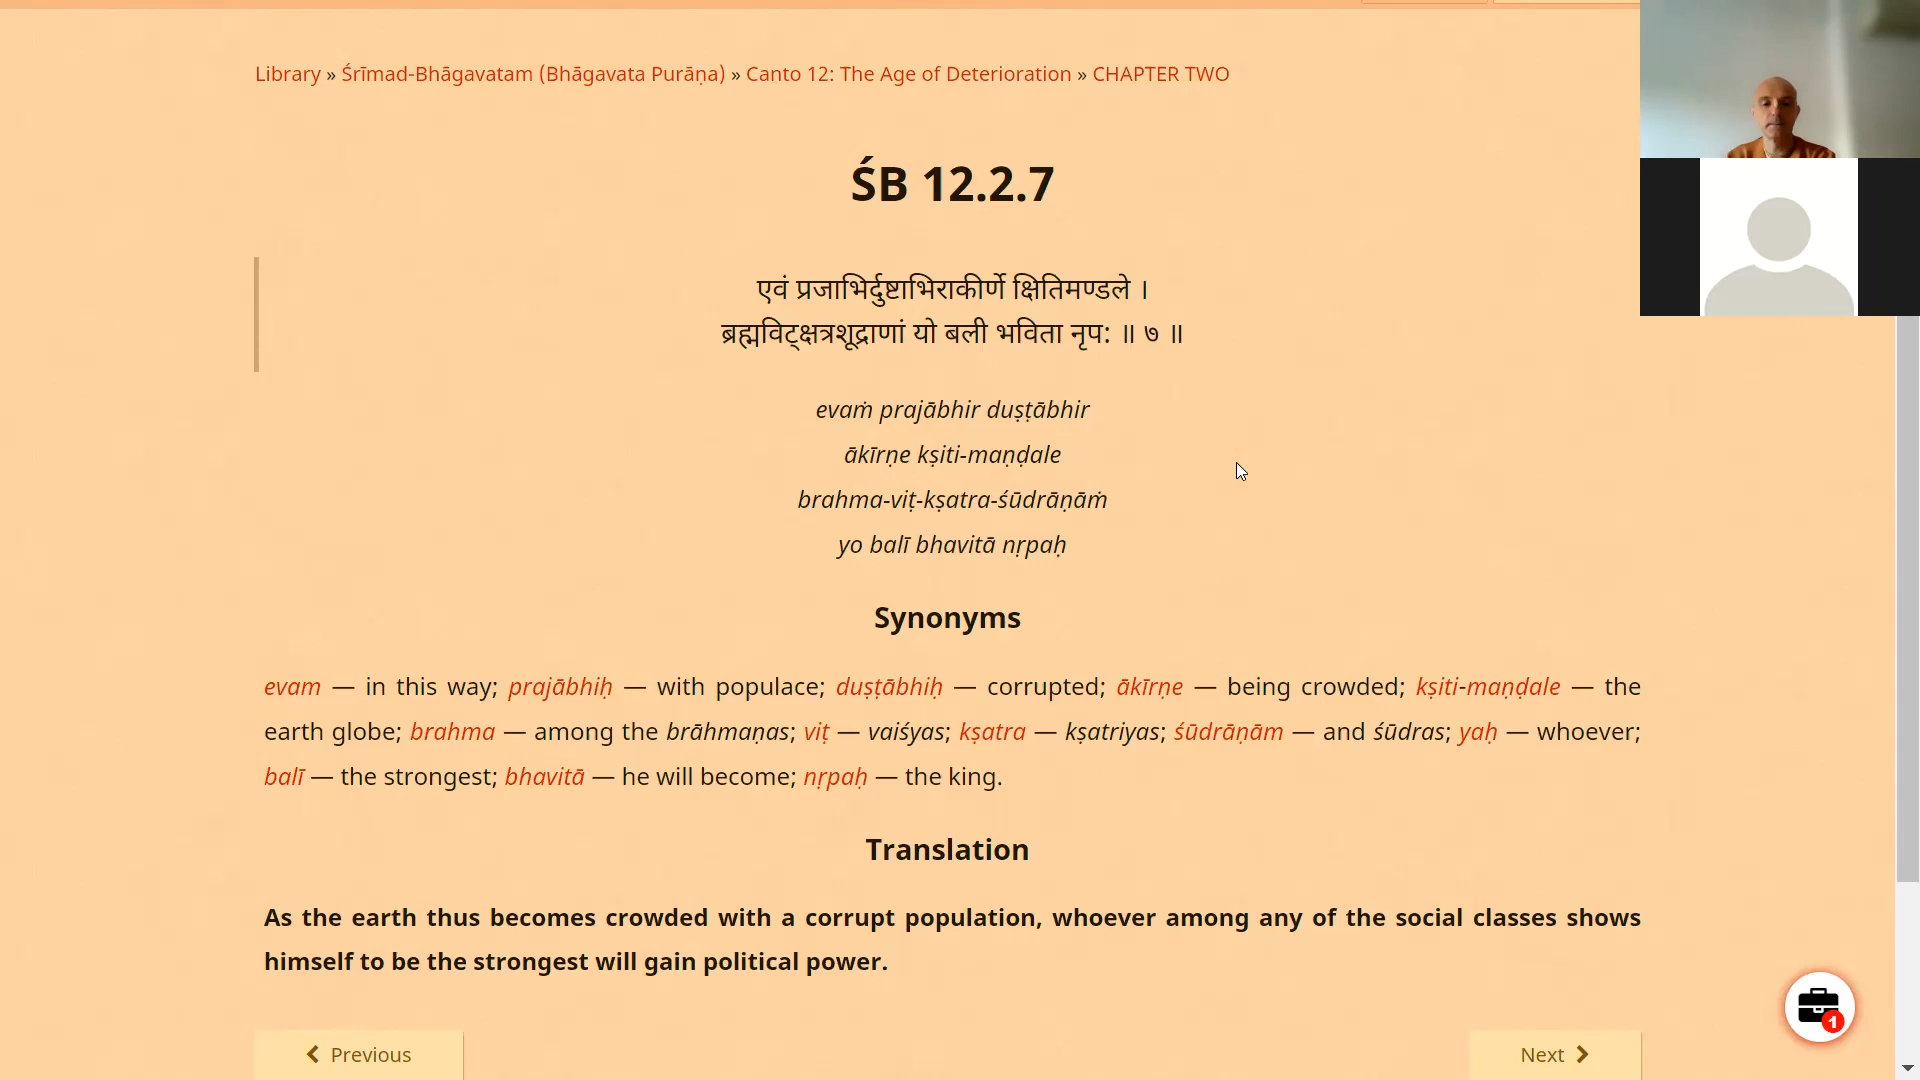 Library » Śrīmad-Bhāgavatam (Bhāgavata Purāṇa) » Canto 12: The Age of Deterioration » CHAPTER TWO
ŚB 12.2.7
एवं प्रजाभिर्दुष्टाभिराकीर्णे क्षितिमण्डले ।
ब्रह्मविट्‌क्षत्रशूद्राणां यो बली भविता नृप: ॥ ७ ॥
evaṁ prajābhir duṣṭābhir
ākīrṇe kṣiti-maṇḍale
brahma-viṭ-kṣatra-śūdrāṇāṁ
yo balī bhavitā nṛpaḥ
Synonyms
evam — in this way; prajābhiḥ — with populace; duṣṭābhiḥ — corrupted; ākīrṇe — being crowded; kṣiti-maṇḍale — the
earth globe; brahma — among the brāhmaṇas; viṭ — vaiśyas; kṣatra — kṣatriyas; śūdrāṇām — and śūdras; yaḥ — whoever;
balī — the strongest; bhavitā — he will become; nṛpaḥ — the king.
Translation
As the earth thus becomes crowded with a corrupt population, whoever among any of the social classes shows
himself to be the strongest will gain political power.
Previous
Next
1